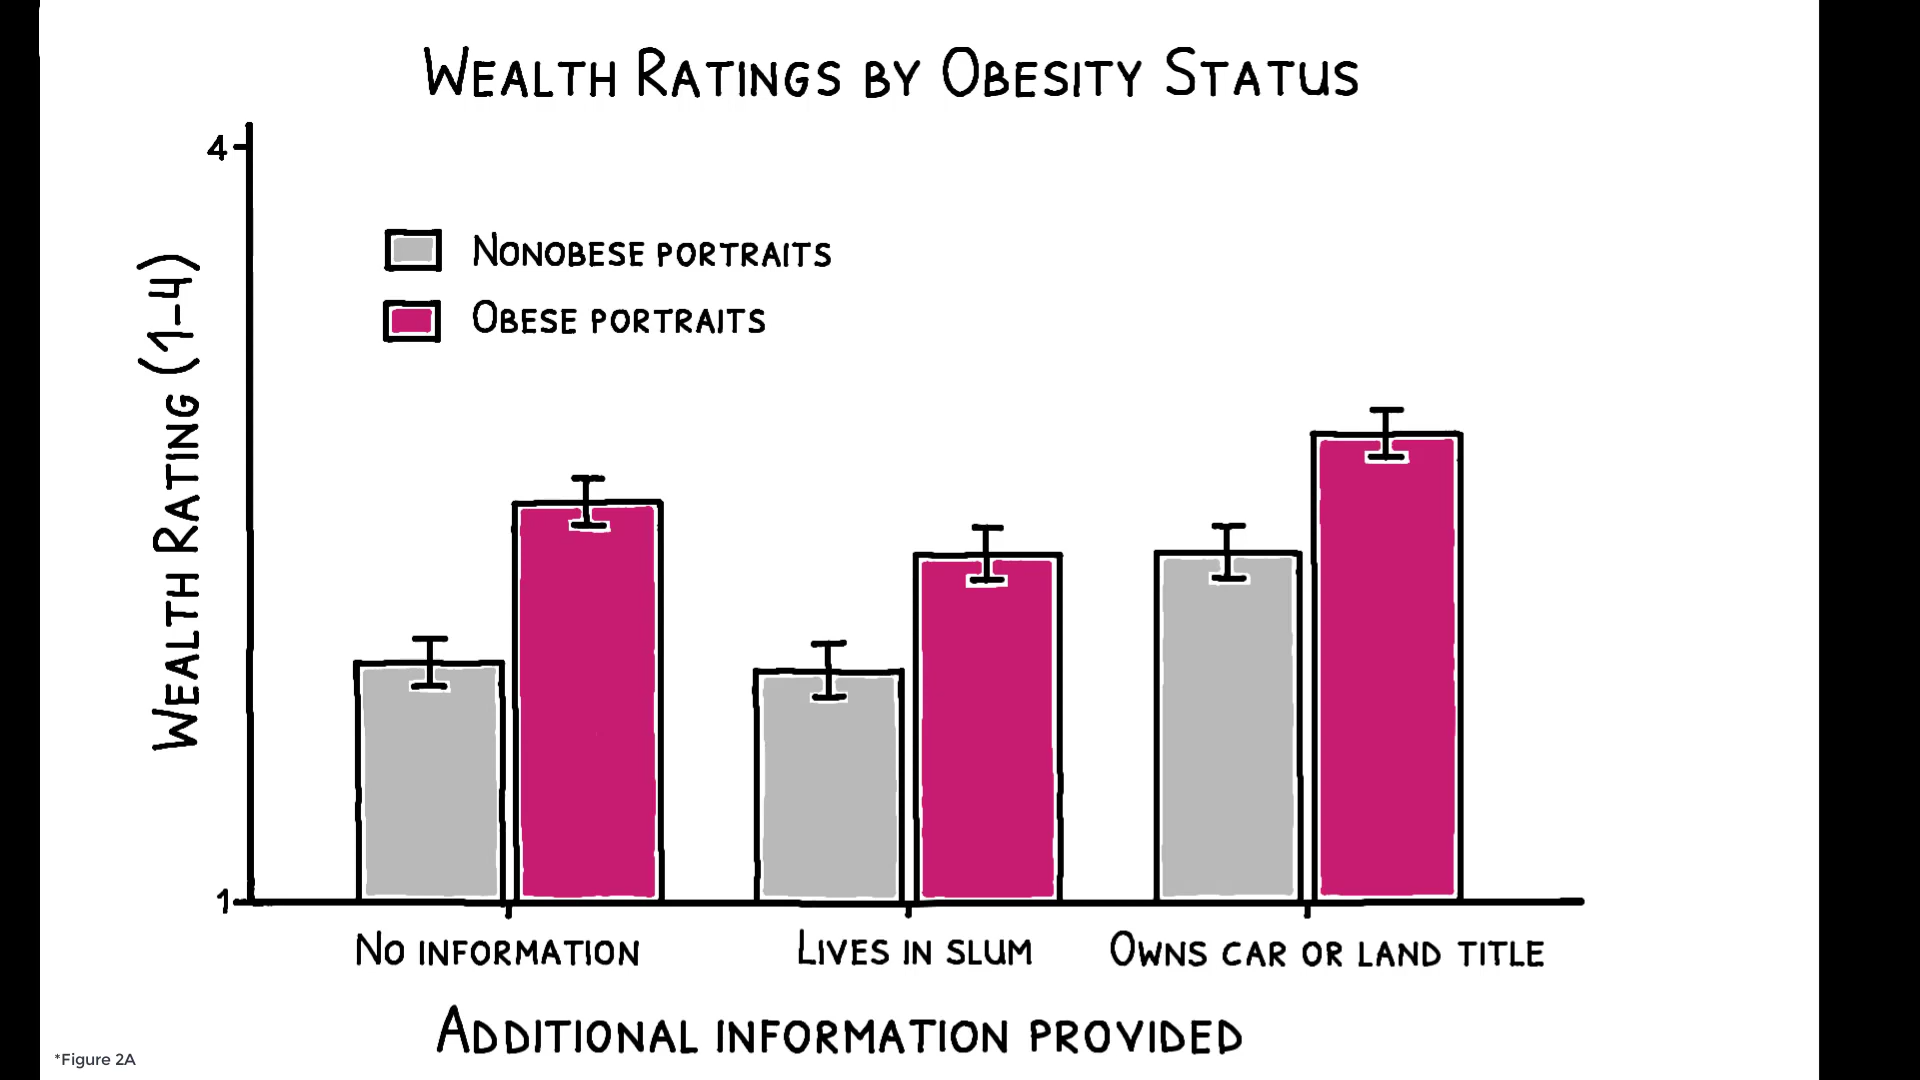 WEALTH RATINGS BY OBESITY STATUS
4
NONOBESE PORTRAITS
OBESE PORTRAITS
WEALTH RATING (1-4)
1
NO INFORMATION
LIVES IN SLUM
OWNS CAR OR LAND TITLE
ADDITIONAL INFORMATION PROVIDED
*Figure 2A